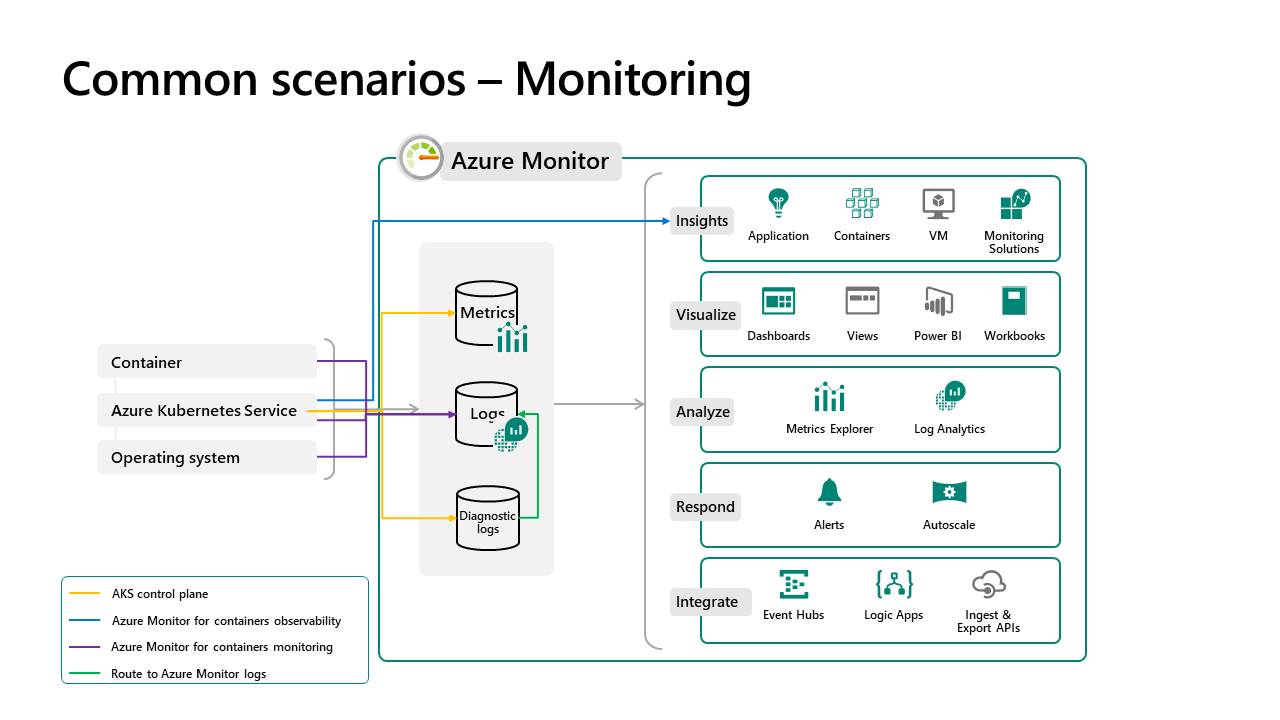 Common scenarios – Monitoring
Azure Monitor
Insights
Application
Containers
VM
Monitoring
Solutions
Visualize
Dashboards
Views
Power BI
Workbooks
Analyze
Metrics Explorer
Log Analytics
Respond
Alerts
Autoscale
Integrate
Event Hubs
Logic Apps
Ingest &
Export APIs
Metrics
Logs
Diagnostic
logs
Container
Azure Kubernetes Service
Operating system
AKS control plane
Azure Monitor for containers observability
Azure Monitor for containers monitoring
Route to Azure Monitor logs